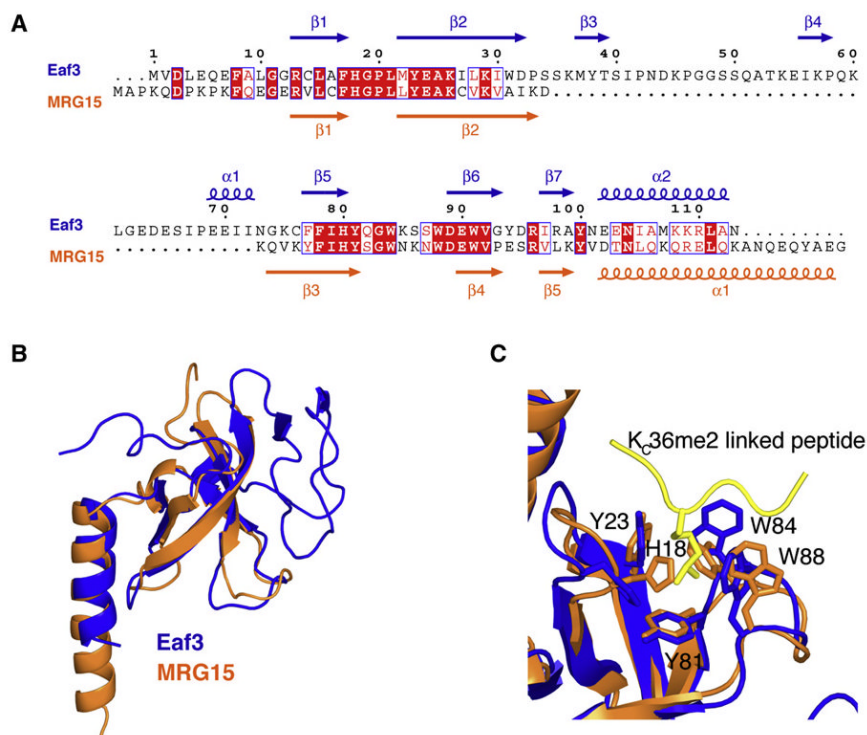 A
β1 β2 β3 β4
1 10 20 30 40 50 60
Eaf3 ...MVDLEQEFALGGRCLAFHGPLMYEAKILKIWDPSSKMYTSIPNDKPGGSSQATKEIKPQK
MRG15 MAPKQDPKPKFQEGERVLCFHGPLLYEAKCVKVAIKD..........................
β1 β2
α1 β5 β6 β7 α2
70 80 90 100 110
Eaf3 LGEDESIPEEIINGKCFFIHYQGWKSSWDEWVGYDRIRAYNEENIAMKKRLAN.........
MRG15 ............KQVKYFIHYSGWNKNWDEWVPESRVLKYVDTNLQKQRELQKANQEQYAEG
β3 β4 β5 α1
B
Eaf3
MRG15
C
KC36me2 linked peptide
Y23
H18
W84
W88
Y81